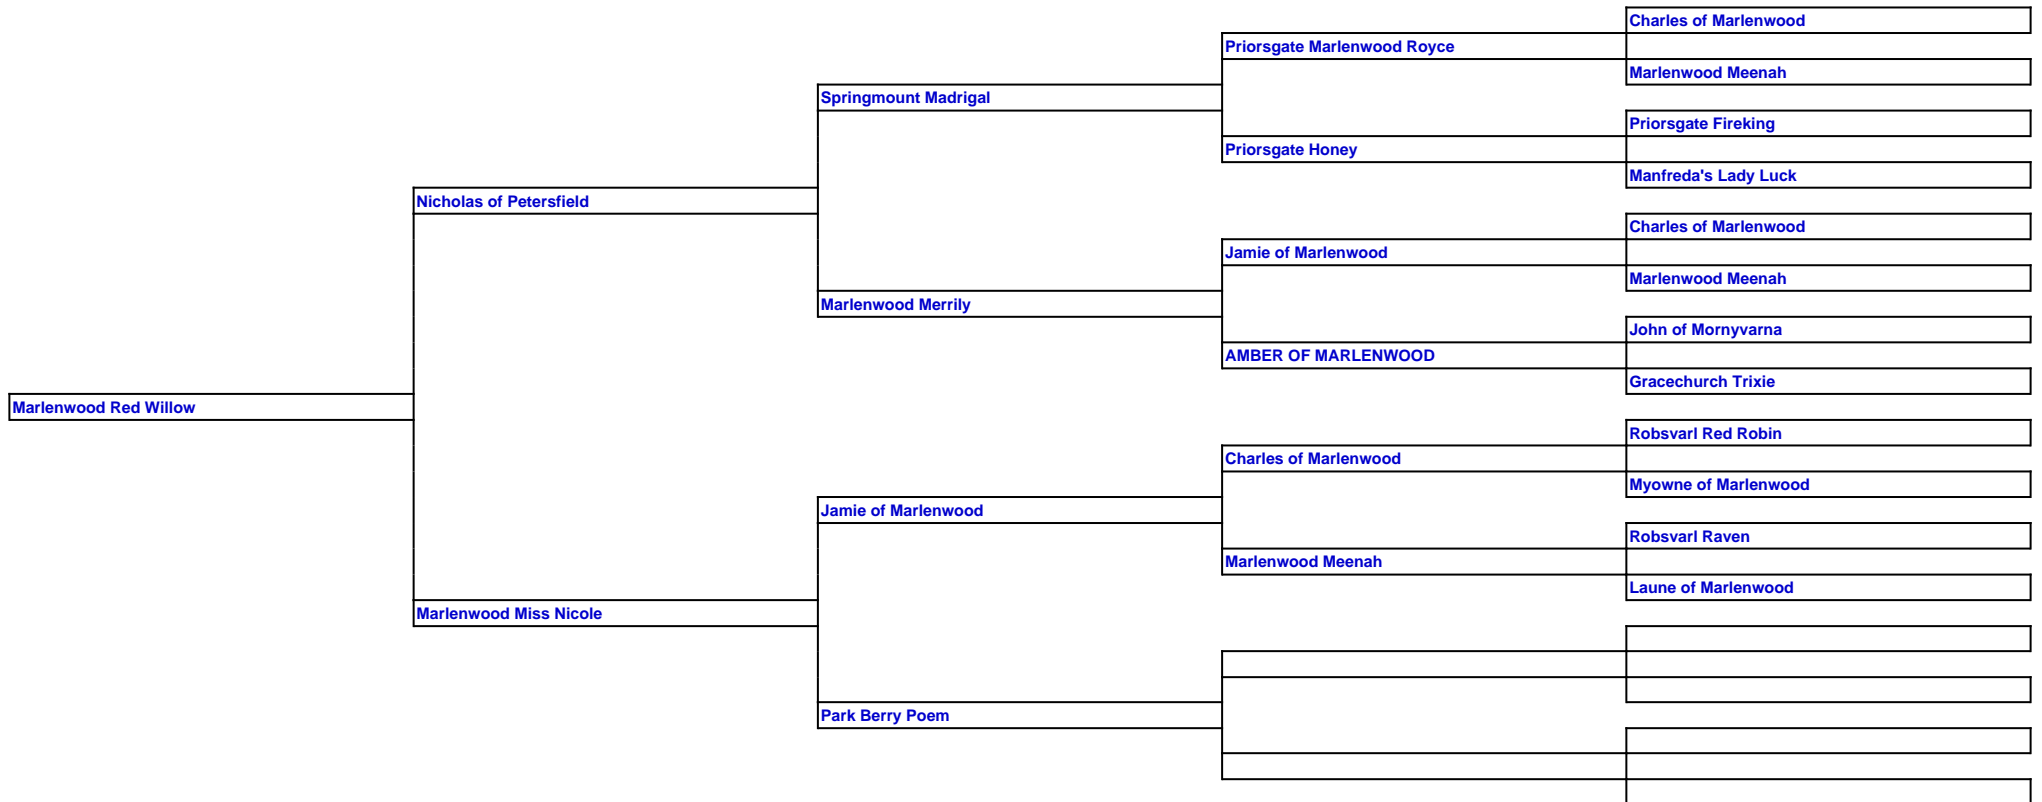 Charles of Marlenwood
Priorsgate Marlenwood Royce
Marlenwood Meenah
Springmount Madrigal
Priorsgate Fireking
Priorsgate Honey
Manfreda's Lady Luck
Nicholas of Petersfield
Charles of Marlenwood
Jamie of Marlenwood
Marlenwood Meenah
Marlenwood Merrily
John of Mornyvarna
AMBER OF MARLENWOOD
Gracechurch Trixie
Marlenwood Red Willow
Robsvarl Red Robin
Charles of Marlenwood
Myowne of Marlenwood
Jamie of Marlenwood
Robsvarl Raven
Marlenwood Meenah
Laune of Marlenwood
Marlenwood Miss Nicole
Park Berry Poem